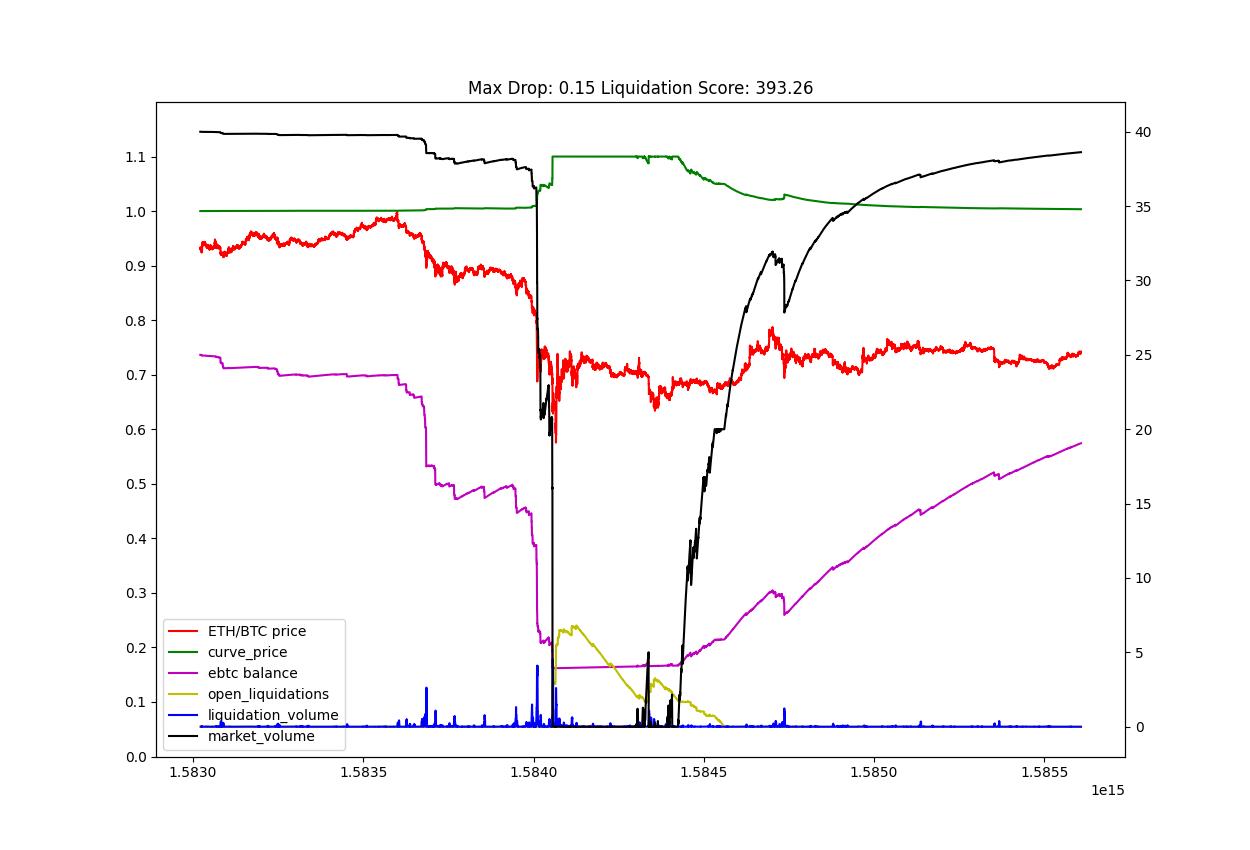 Max Drop: 0.15 Liquidation Score: 393.26
1.1
1.0
0.9
0.8
0.7
0.6
0.5
0.4
0.3
0.2
0.1
0.0
40
35
30
25
20
15
10
5
0
ETH/BTC price
curve_price
ebtc balance
open_liquidations
liquidation_volume
market_volume
1.5830 1.5835 1.5840 1.5845 1.5850 1.5855
1e15